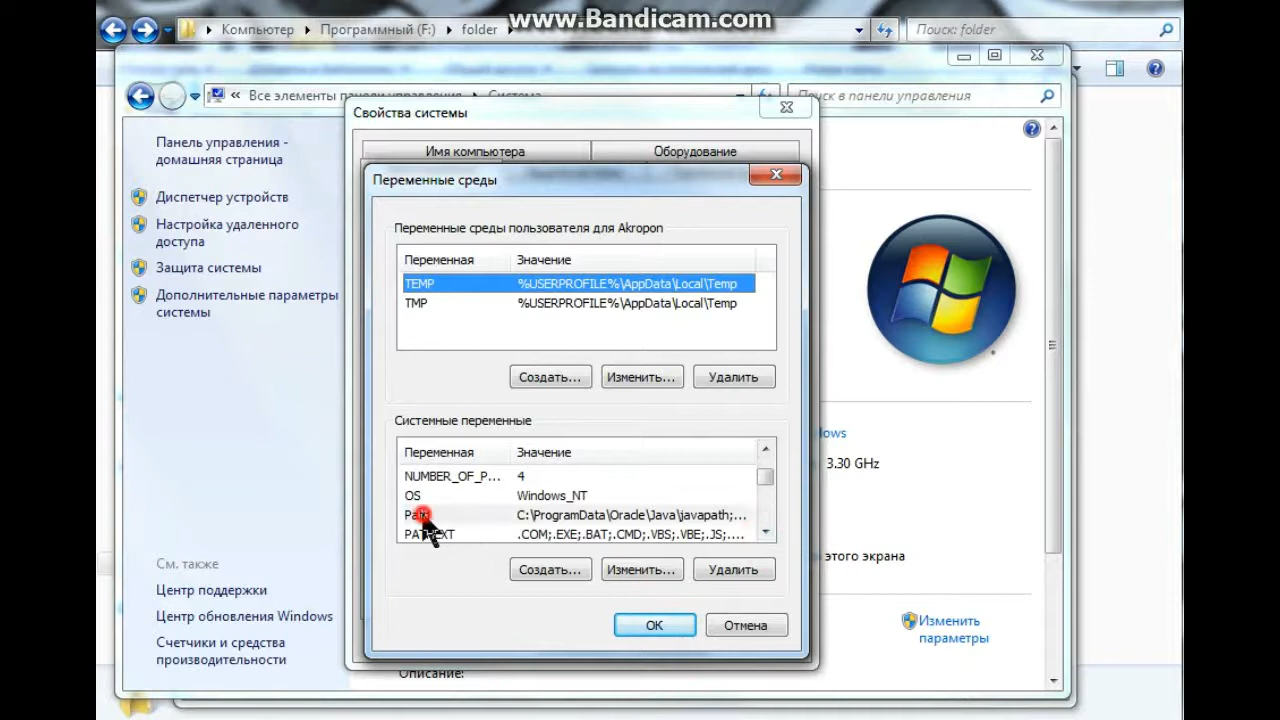 www.Bandicam.com
Компьютер Программный (F:) folder
Поиск: folder
Все элементы панели управления Система
Поиск в панели управления
Панель управления -
домашняя страница
Диспетчер устройств
Настройка удаленного
доступа
Защита системы
Дополнительные параметры
системы
См. также
Центр поддержки
Центр обновления Windows
Счетчики и средства
производительности
Свойства системы
Имя компьютера
Оборудование
Переменные среды
Переменные среды пользователя для Akropon
Переменная Значение
TEMP %USERPROFILE%\AppData\Local\Temp
TMP %USERPROFILE%\AppData\Local\Temp
Создать... Изменить... Удалить
Системные переменные
Переменная Значение
NUMBER_OF_P... 4
OS Windows_NT
Path C:\ProgramData\Oracle\Java\javapath;...
PATHEXT .COM;.EXE;.BAT;.CMD;.VBS;.VBE;.JS;....
Создать... Изменить... Удалить
OK Отмена
Описание:
3.30 GHz
этого экрана
Изменить
параметры